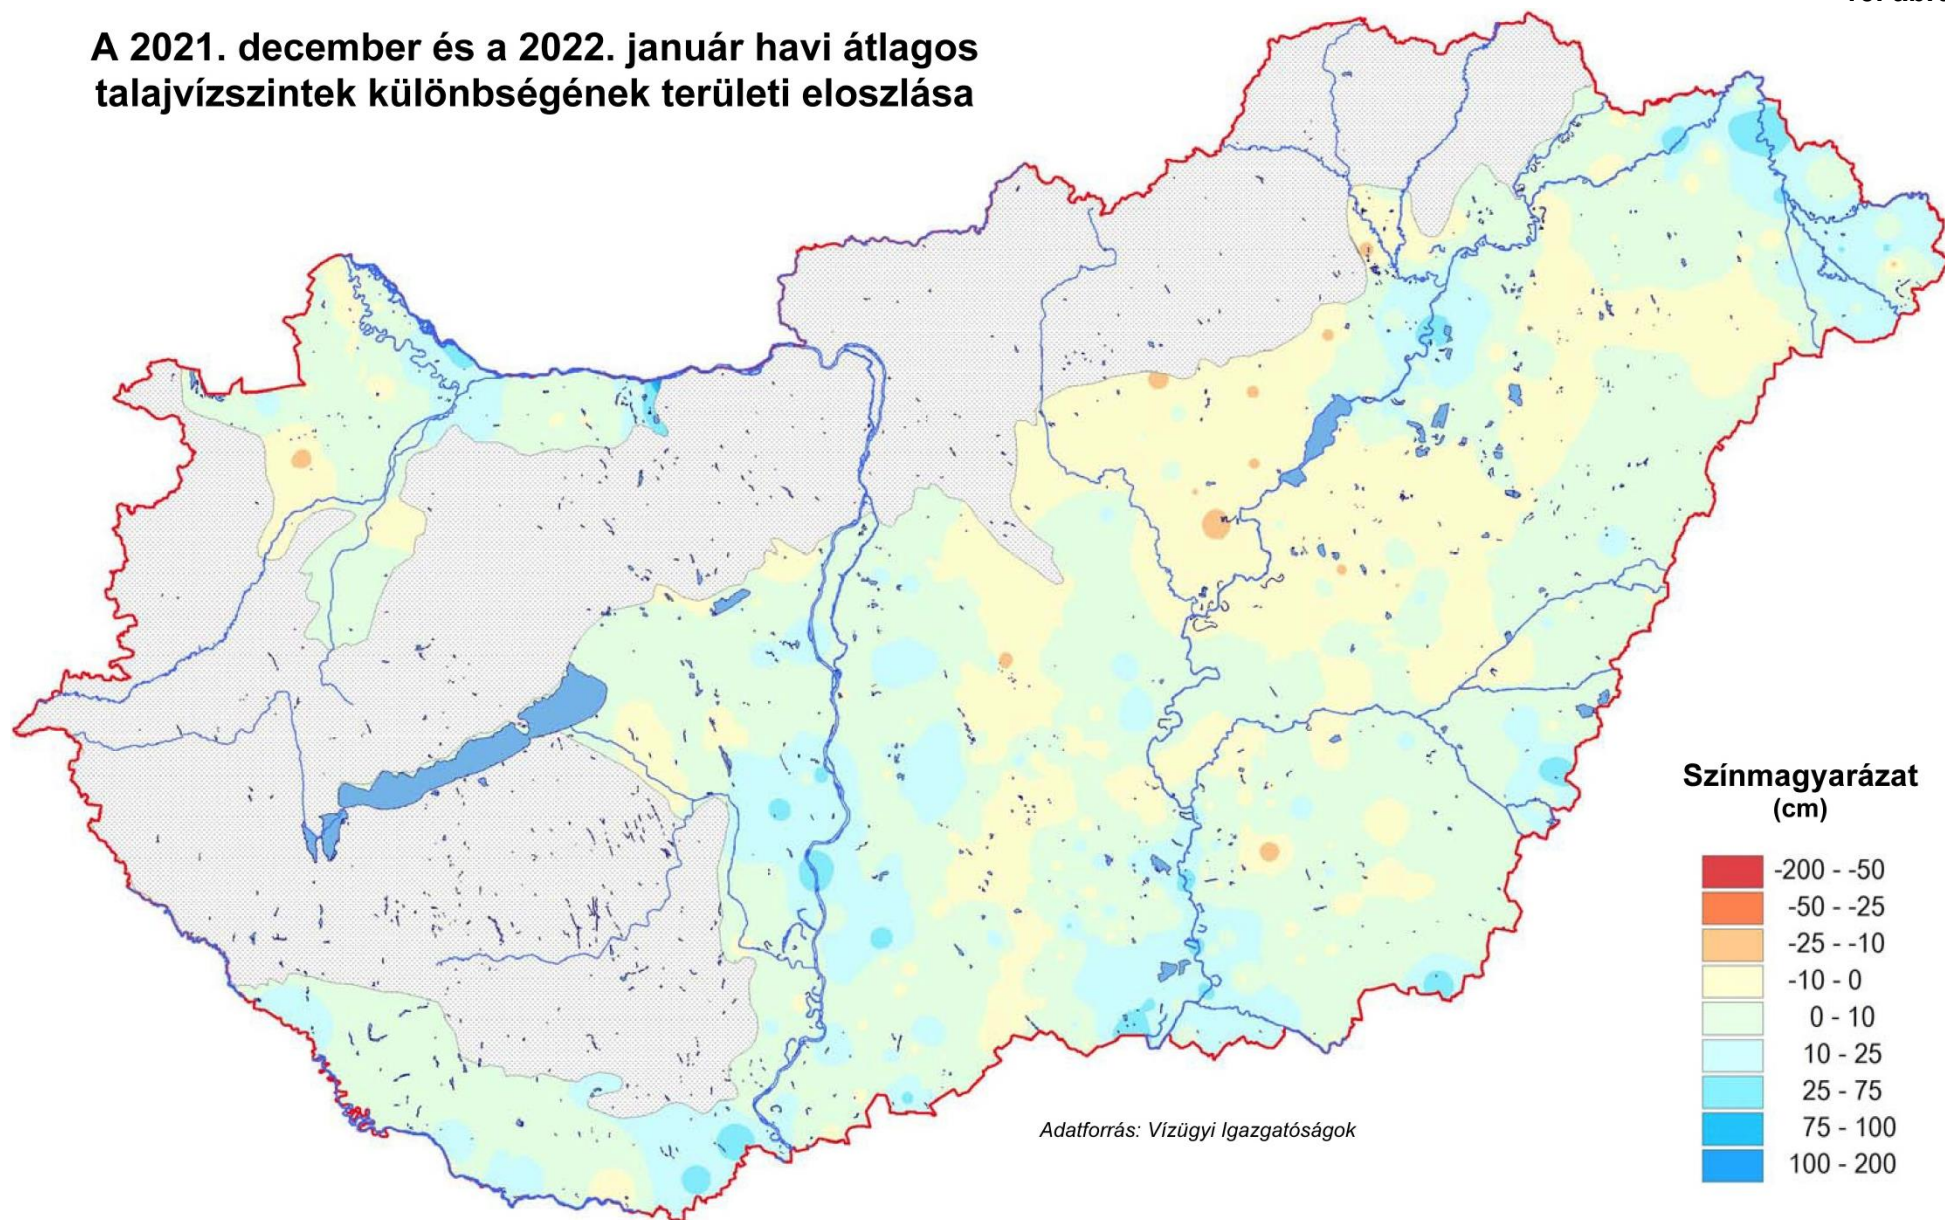 A 2021. december és a 2022. január havi átlagos
talajvízszintek különbségének területi eloszlása
Színmagyarázat
(cm)
-200 - -50
-50 - -25
-25 - -10
-10 - 0
0 - 10
10 - 25
25 - 75
75 - 100
100 - 200
Adatforrás: Vízügyi Igazgatóságok